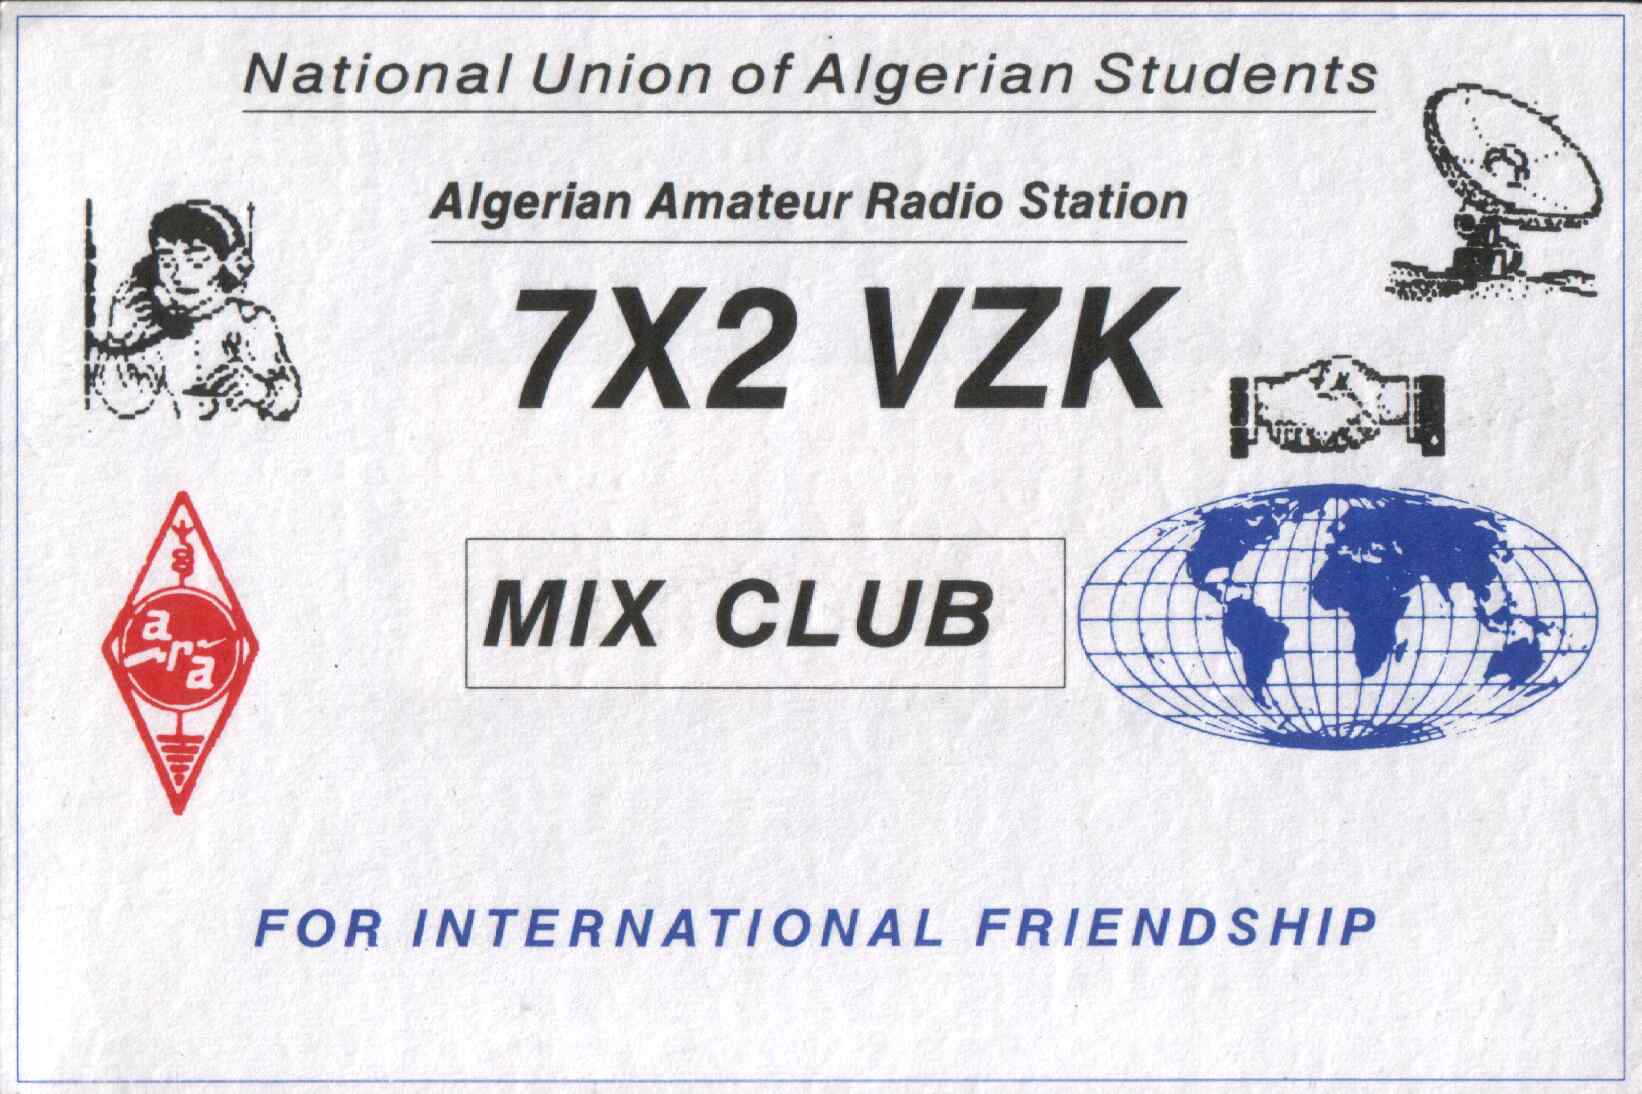 National Union of Algerian Students
Algerian Amateur Radio Station
7X2 VZK
a
r
a
MIX CLUB
FOR INTERNATIONAL FRIENDSHIP